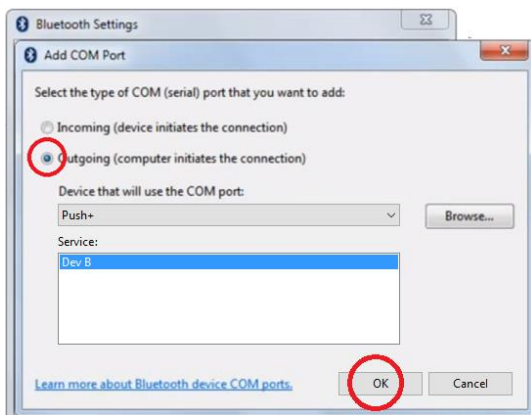 Bluetooth Settings
Add COM Port
Select the type of COM (serial) port that you want to add:
Incoming (device initiates the connection)
Outgoing (computer initiates the connection)
Device that will use the COM port:
Push+
Browse...
Service:
Dev B
Learn more about Bluetooth device COM ports.
OK
Cancel